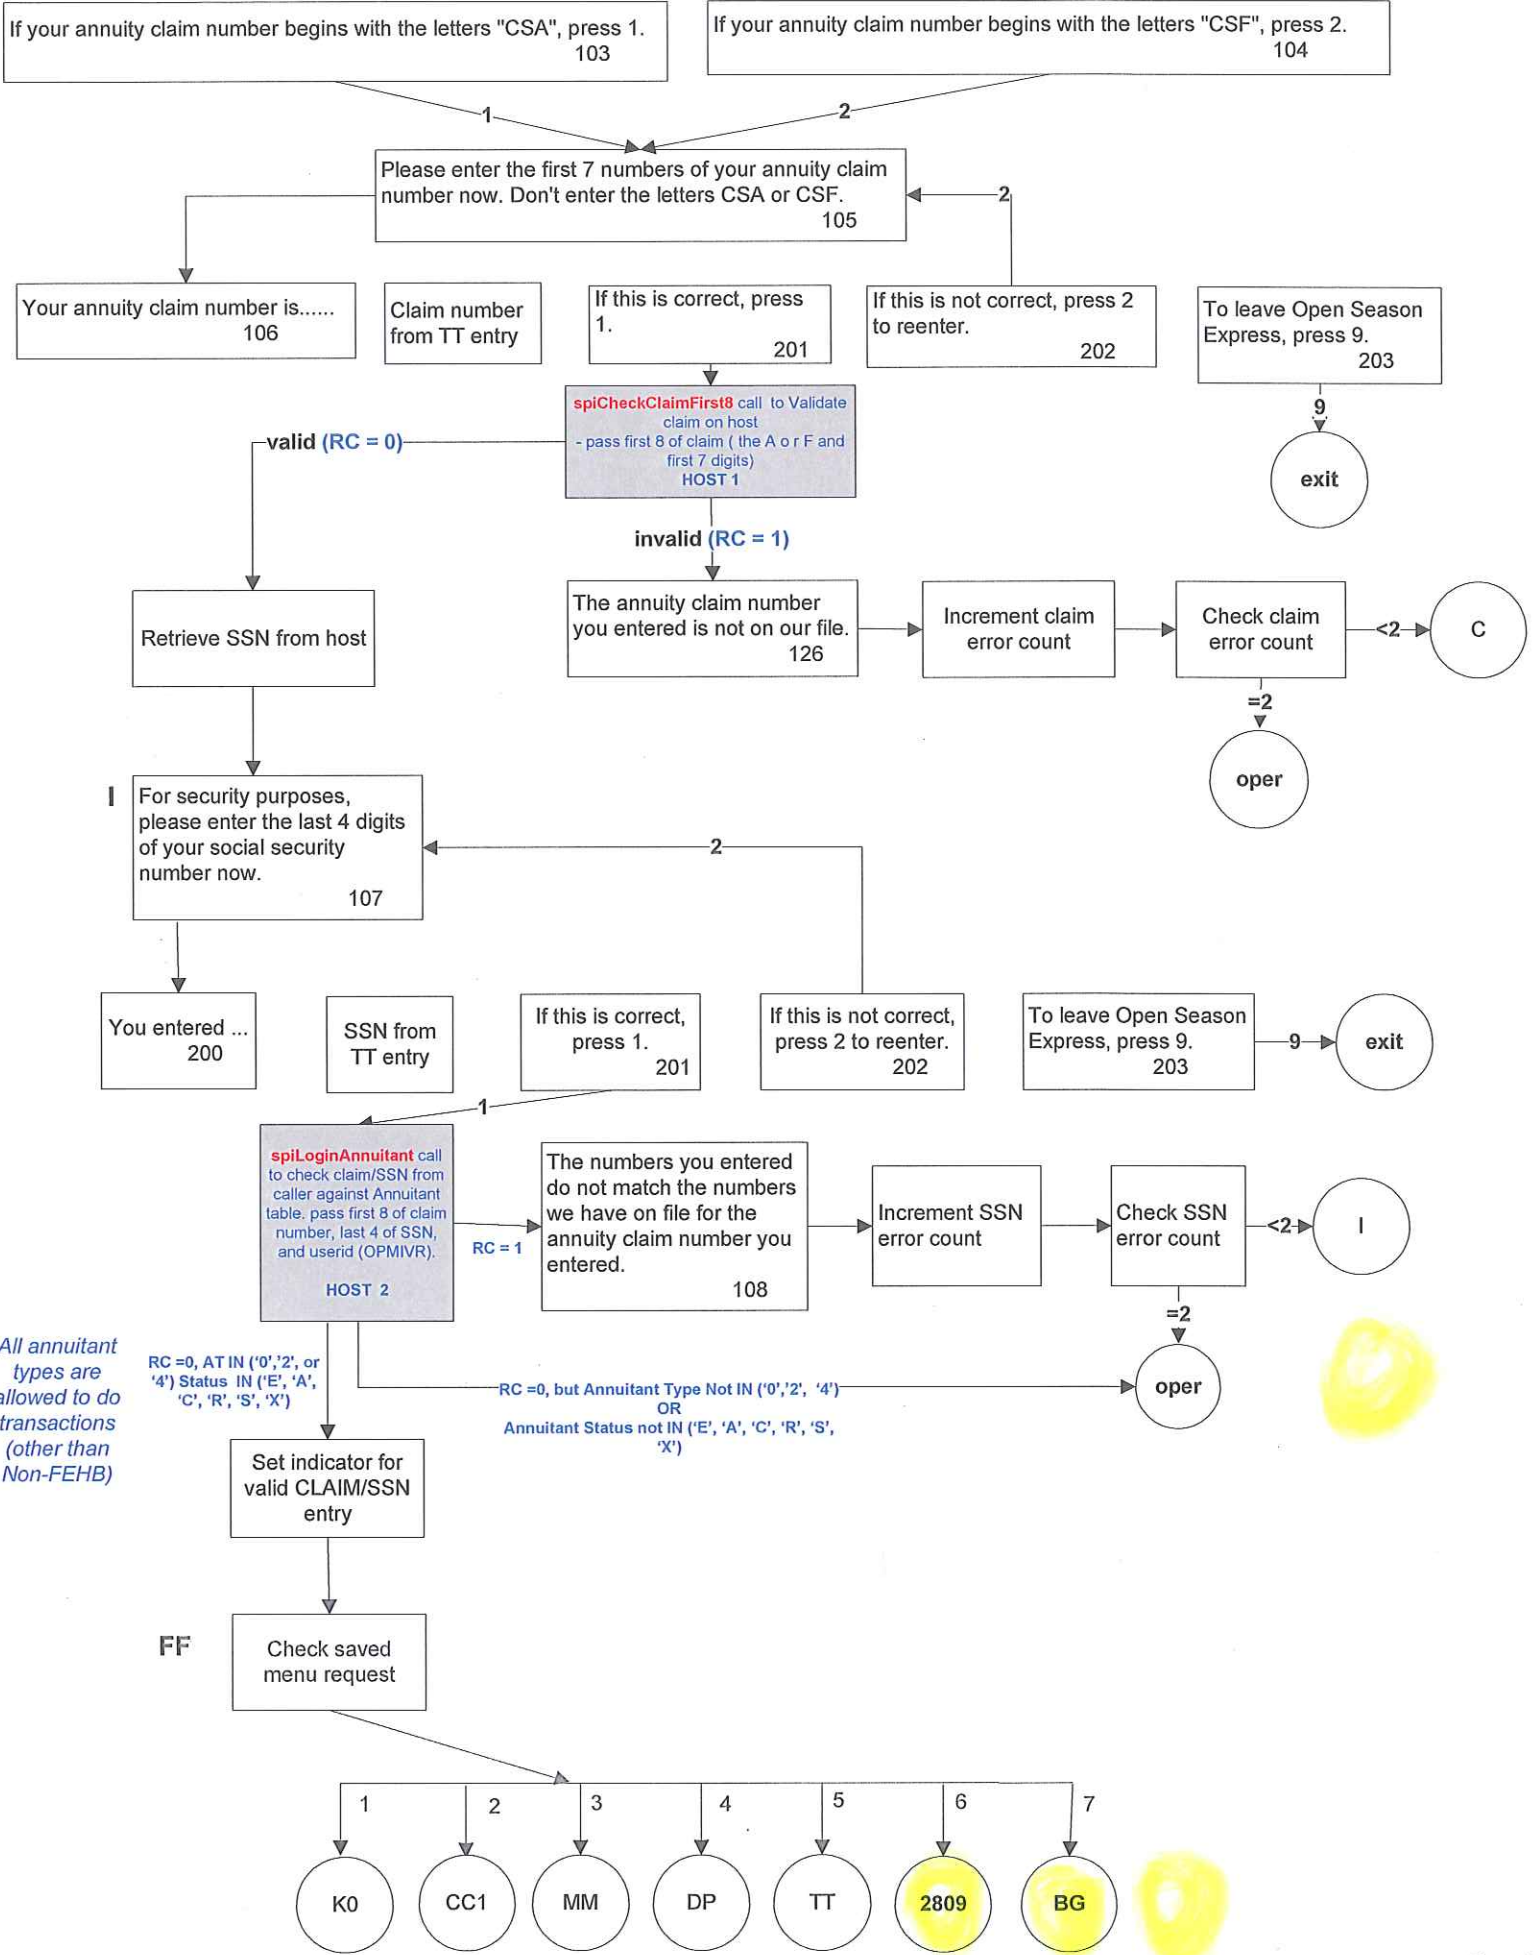 If your annuity claim number begins with the letters "CSA", press 1.
103
If your annuity claim number begins with the letters "CSF", press 2.
104
1
2
Please enter the first 7 numbers of your annuity claim
number now. Don't enter the letters CSA or CSF.
105
2
Your annuity claim number is......
106
Claim number
from TT entry
If this is correct, press
1.
201
If this is not correct, press 2
to reenter.
202
To leave Open Season
Express, press 9.
203
9
exit
spiCheckClaimFirst8 call to Validate
claim on host
- pass first 8 of claim ( the A o r F and
first 7 digits)
HOST 1
valid (RC = 0)
invalid (RC = 1)
Retrieve SSN from host
The annuity claim number
you entered is not on our file.
126
Increment claim
error count
Check claim
error count
<2
C
=2
oper
I
For security purposes,
please enter the last 4 digits
of your social security
number now.
107
2
You entered ...
200
SSN from
TT entry
If this is correct,
press 1.
201
If this is not correct,
press 2 to reenter.
202
To leave Open Season
Express, press 9.
203
9
exit
1
spiLoginAnnuitant call
to check claim/SSN from
caller against Annuitant
table. pass first 8 of claim
number, last 4 of SSN,
and userid (OPMIVR).
HOST 2
RC = 1
The numbers you entered
do not match the numbers
we have on file for the
annuity claim number you
entered.
108
Increment SSN
error count
Check SSN
error count
<2
I
=2
oper
All annuitant
types are
allowed to do
transactions
(other than
Non-FEHB)
RC =0, AT IN ('0','2', or
'4') Status IN ('E', 'A',
'C', 'R', 'S', 'X')
RC =0, but Annuitant Type Not IN ('0','2', '4')
OR
Annuitant Status not IN ('E', 'A', 'C', 'R', 'S',
'X')
Set indicator for
valid CLAIM/SSN
entry
FF
Check saved
menu request
1
2
3
4
5
6
7
K0
CC1
MM
DP
TT
2809
BG